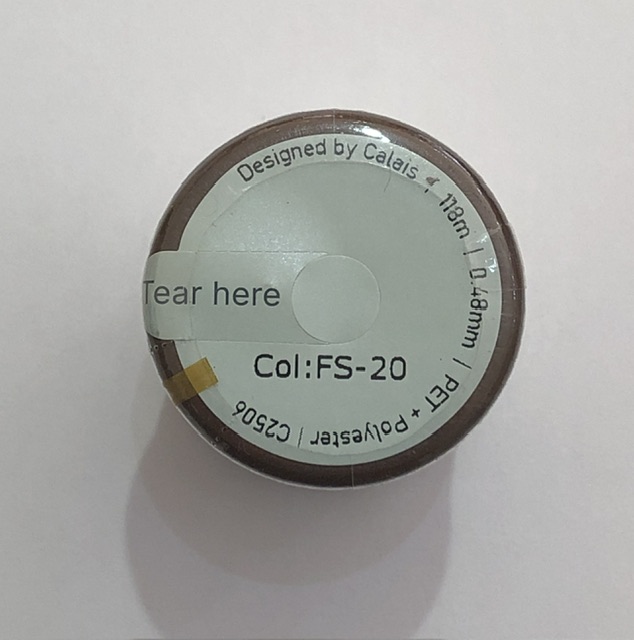 Designed by Calais
118m | 0.48mm | PET + Polyester | C2506
Tear here
Col:FS-20